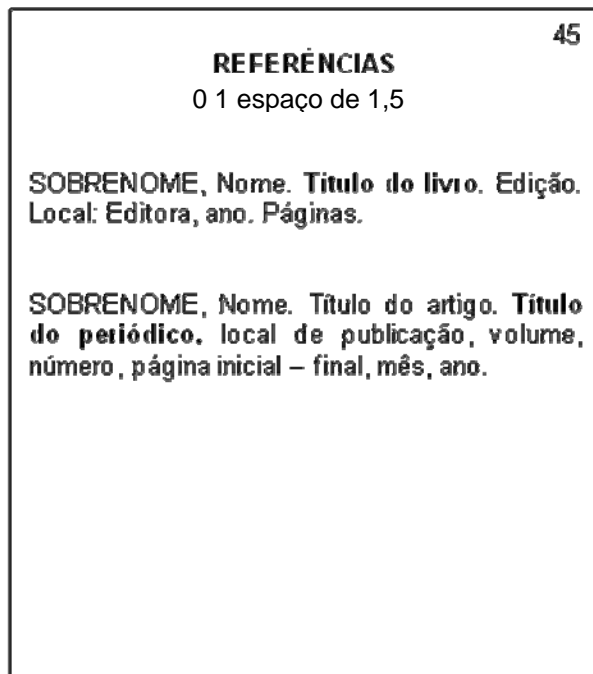 45
REFERÊNCIAS
0 1 espaço de 1,5
SOBRENOME, Nome. Título do livro. Edição.
Local: Editora, ano. Páginas.
SOBRENOME, Nome. Título do artigo. Título
do periódico. local de publicação, volume,
número, página inicial – final, mês, ano.